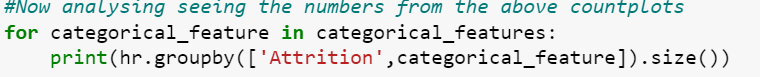 #Now analysing seeing the numbers from the above countplots
for categorical_feature in categorical_features:
    print(hr.groupby(['Attrition',categorical_feature]).size())